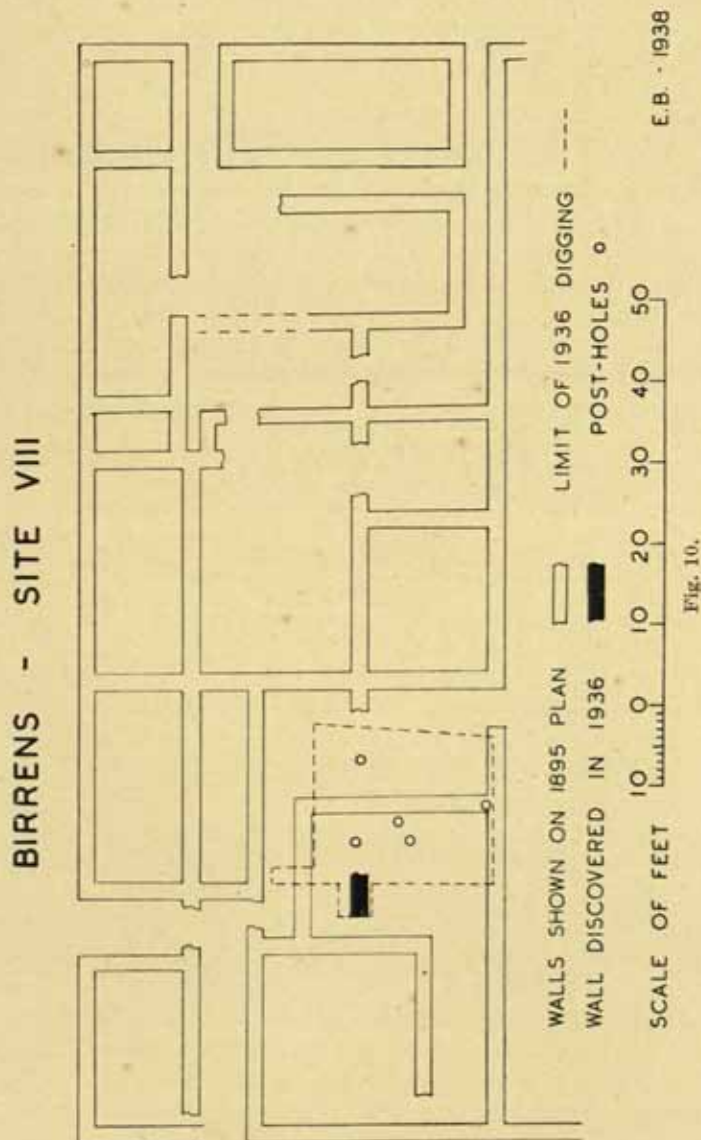 BIRRENS - SITE VIII
WALLS SHOWN ON 1895 PLAN
LIMIT OF 1936 DIGGING ----
WALL DISCOVERED IN 1936
POST-HOLES o
SCALE OF FEET
10 0 10 20 30 40 50
E.B. - 1938
Fig. 10.